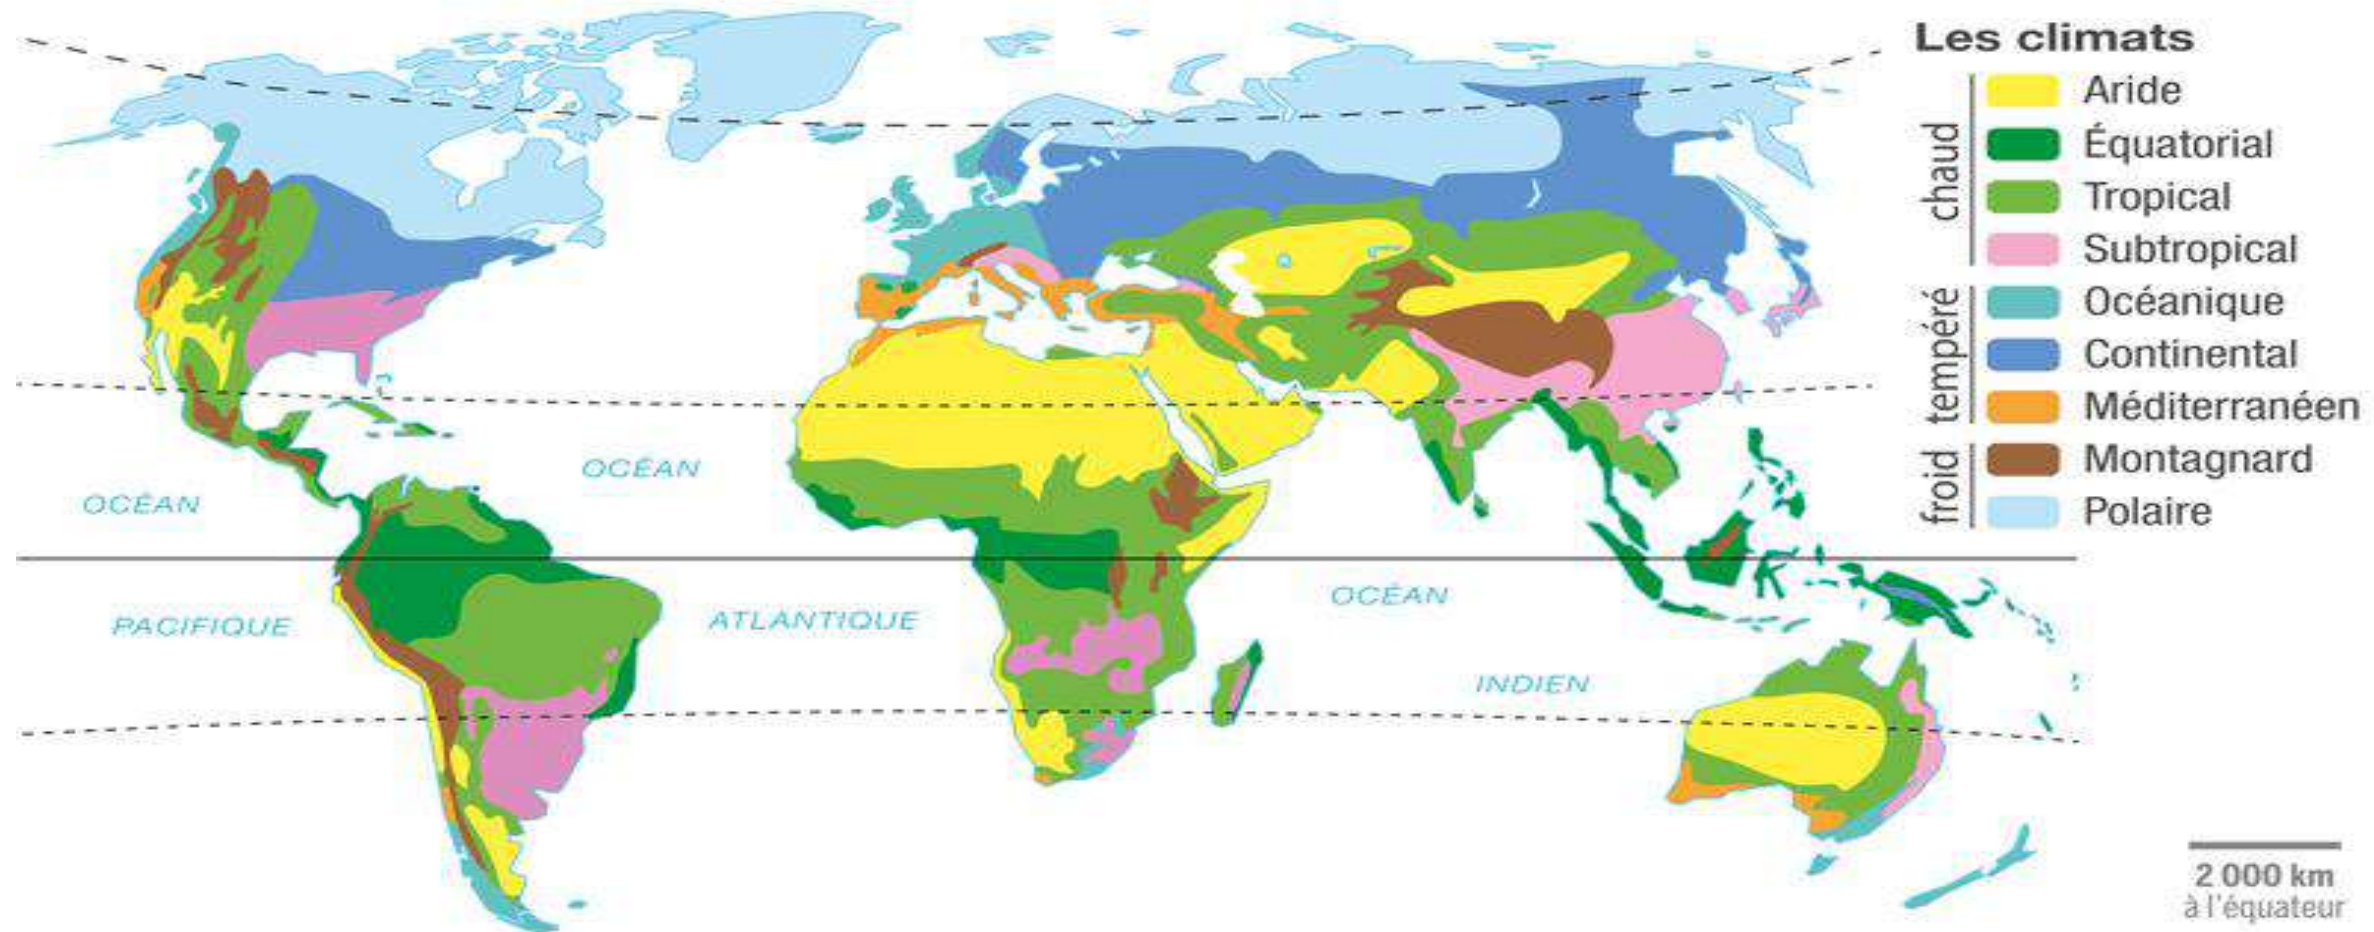 Les climats
chaud
Aride
Équatorial
Tropical
Subtropical
tempéré
Océanique
Continental
Méditerranéen
froid
Montagnard
Polaire
OCÉAN
PACIFIQUE
OCÉAN
ATLANTIQUE
OCÉAN
INDIEN
2 000 km
à l'équateur